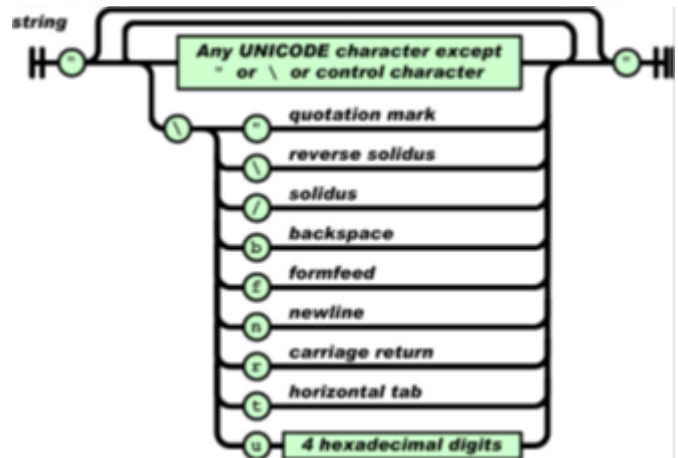 string
" Any UNICODE character except "
" or \ or control character
\ " quotation mark
\ reverse solidus
/ solidus
b backspace
f formfeed
n newline
r carriage return
t horizontal tab
u 4 hexadecimal digits